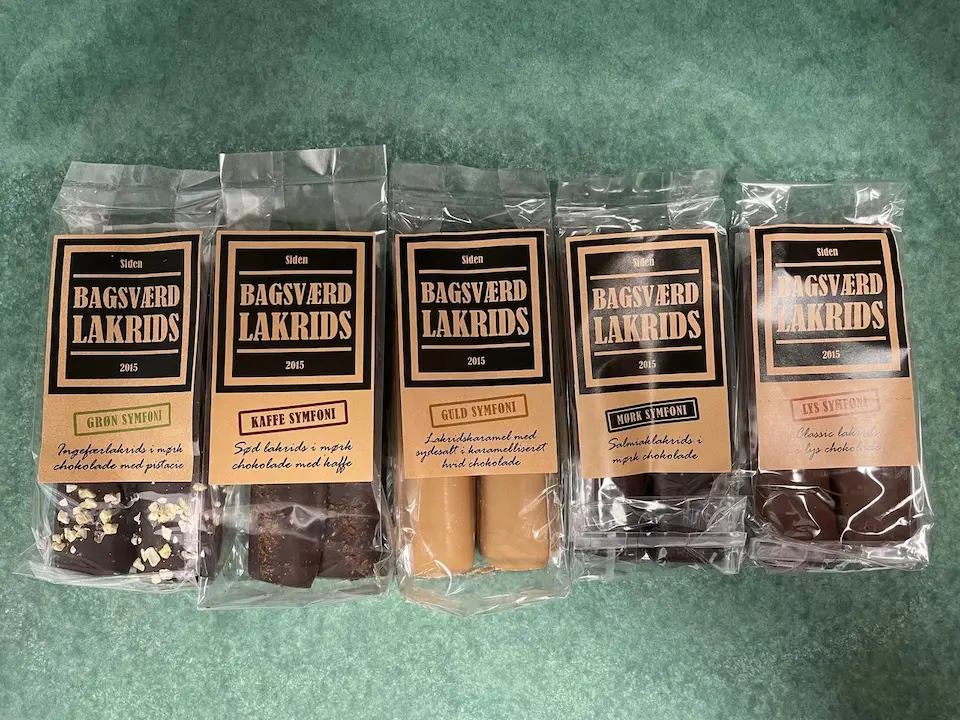 Siden
BAGSVÆRD
LAKRIDS
2015
GRØN SYMFONI
Ingefærlakrids i mørk
chokolade med pistacie
Siden
BAGSVÆRD
LAKRIDS
2015
KAFFE SYMFONI
Sød lakrids i mørk
chokolade med kaffe
Siden
BAGSVÆRD
LAKRIDS
2015
GULD SYMFONI
Lakridskaramel med
sydesalt i karamelliseret
hvid chokolade
Siden
BAGSVÆRD
LAKRIDS
2015
MØRK SYMFONI
Salmiaklakrids i
mørk chokolade
Siden
BAGSVÆRD
LAKRIDS
2015
LYS SYMFONI
Classic
lys chokolade